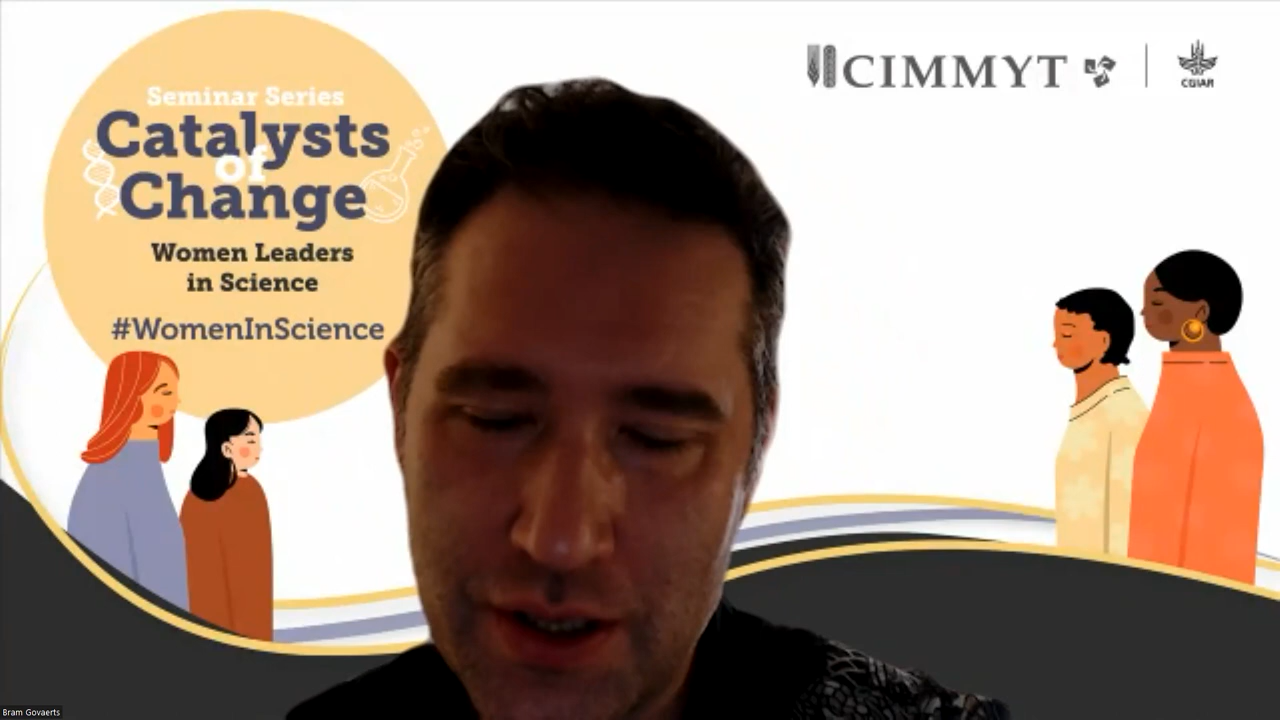 Seminar Series
Catalysts
of
Change
Women Leaders
in Science
#WomenInScience
CIMMYT
CGIAR
Bram Govaerts